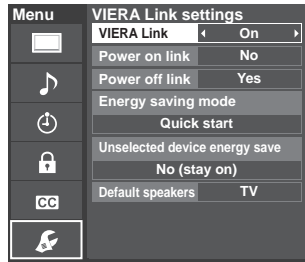 Menu
VIERA Link settings
VIERA Link On
Power on link No
Power off link Yes
Energy saving mode
Quick start
Unselected device energy save
No (stay on)
Default speakers TV
CC